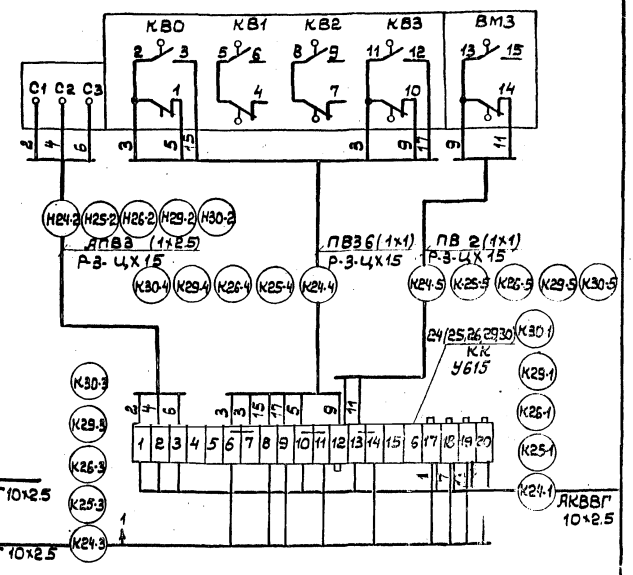 КВ0 КВ1 КВ2 КВ3 ВМЗ
2 3 5 6 8 9 11 12 13 15
С1 С2 С3 1 4 7 10 14
2 4 6 3 5 15 3 9 17 9 11
Н24-2 Н25-2 Н26-2 Н29-2 Н30-2
АПВ3 (1х2.5)
Р-3-ЦХ15
ПВ36(1х1)
Р-3-ЦХ15
ПВ 2(1х1)
Р-3-ЦХ15
К30-4 К29-4 К26-4 К25-4 К24-4 К24-5 К25-5 К26-5 К29-5 К30-5
24(25,26,29,30)
КК
У615
К30-1
К29-1
К26-1
К25-1
К24-1
К30-3
К29-3
К26-3
К25-3
К24-3
2 4 6 3 3 15 17 5 9 11
1 2 3 4 5 6 7 8 9 10 11 12 13 14 15 6 17 18 19 20
1 7
АКВВГ
10х2.5
Г 10х2.5
Г 10х2.5
1